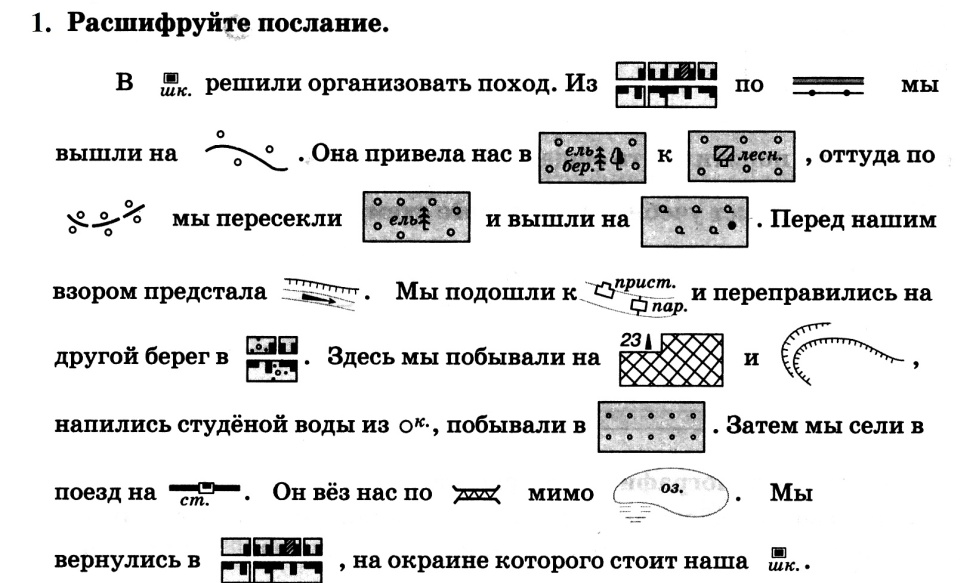 1. Расшифруйте послание.
В шк. решили организовать поход. Из по мы
вышли на . Она привела нас в ель бер. к лесн. , оттуда по
мы пересекли ель и вышли на . Перед нашим
взором предстала . Мы подошли к прист. пар. и переправились на
другой берег в . Здесь мы побывали на 23 и ,
напились студёной воды из к., побывали в . Затем мы сели в
поезд на ст. . Он вёз нас по мимо оз. . Мы
вернулись в , на окраине которого стоит наша шк. .